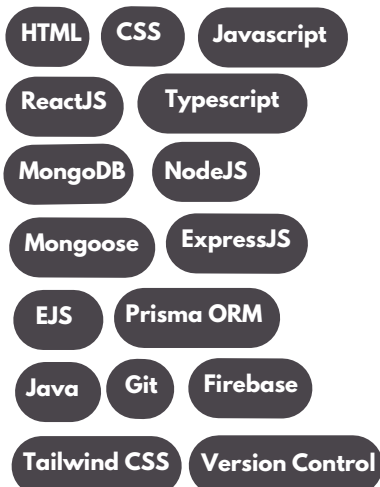 HTML CSS Javascript
ReactJS Typescript
MongoDB NodeJS
Mongoose ExpressJS
EJS Prisma ORM
Java Git Firebase
Tailwind CSS Version Control